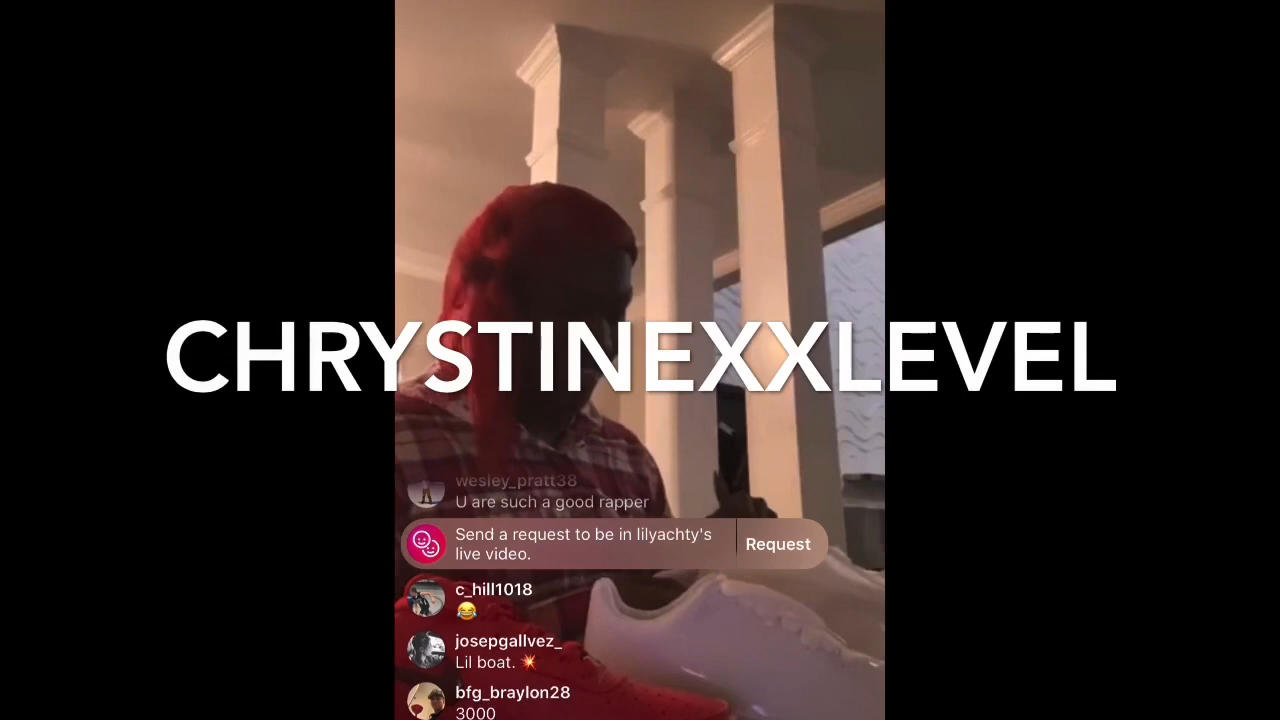 CHRYSTINEXXLEVEL
wesley_pratt38
U are such a good rapper
Send a request to be in lilyachty's
live video.
Request
c_hill1018
😂
josepgallvez_
Lil boat. 💥
bfg_braylon28
3000